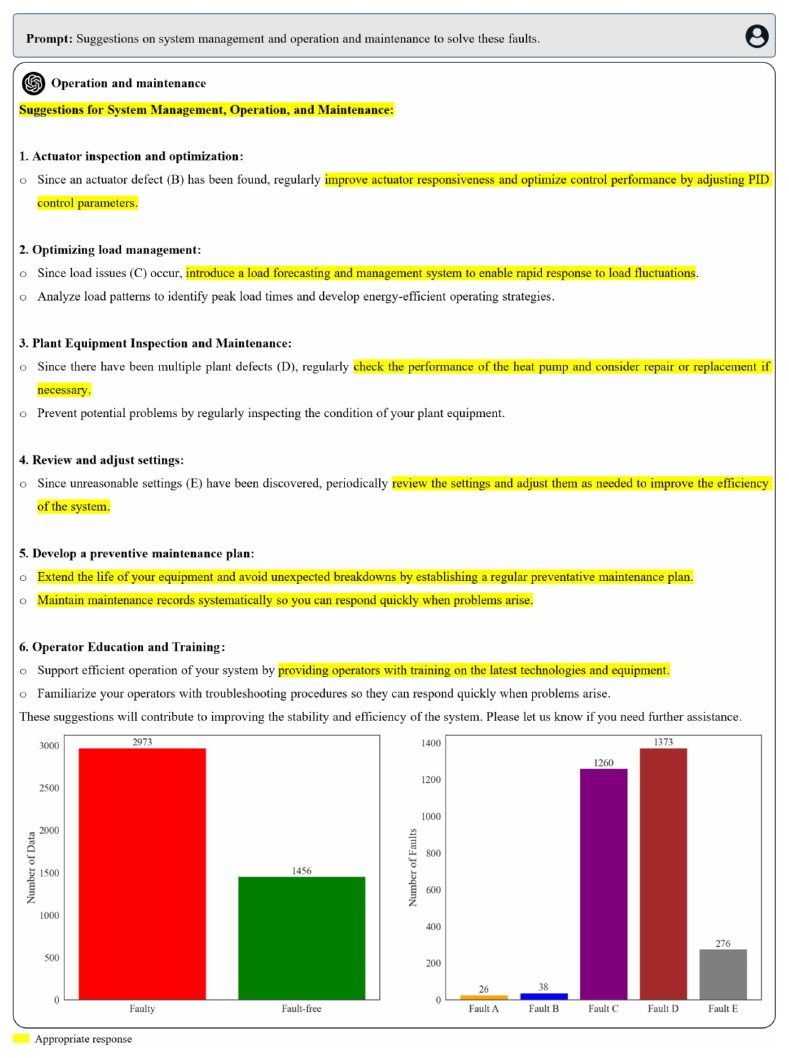 Prompt: Suggestions on system management and operation and maintenance to solve these faults.
Operation and maintenance
Suggestions for System Management, Operation, and Maintenance:
1. Actuator inspection and optimization:
o Since an actuator defect (B) has been found, regularly improve actuator responsiveness and optimize control performance by adjusting PID
control parameters.
2. Optimizing load management:
o Since load issues (C) occur, introduce a load forecasting and management system to enable rapid response to load fluctuations.
o Analyze load patterns to identify peak load times and develop energy-efficient operating strategies.
3. Plant Equipment Inspection and Maintenance:
o Since there have been multiple plant defects (D), regularly check the performance of the heat pump and consider repair or replacement if
necessary.
o Prevent potential problems by regularly inspecting the condition of your plant equipment.
4. Review and adjust settings:
o Since unreasonable settings (E) have been discovered, periodically review the settings and adjust them as needed to improve the efficiency
of the system.
5. Develop a preventive maintenance plan:
o Extend the life of your equipment and avoid unexpected breakdowns by establishing a regular preventative maintenance plan.
o Maintain maintenance records systematically so you can respond quickly when problems arise.
6. Operator Education and Training:
o Support efficient operation of your system by providing operators with training on the latest technologies and equipment.
o Familiarize your operators with troubleshooting procedures so they can respond quickly when problems arise.
These suggestions will contribute to improving the stability and efficiency of the system. Please let us know if you need further assistance.
Number of Data
3000
2500
2000
1500
1000
500
0
2973
1456
Faulty
Fault-free
Number of Faults
1400
1200
1000
800
600
400
200
0
26
38
1260
1373
276
Fault A
Fault B
Fault C
Fault D
Fault E
Appropriate response